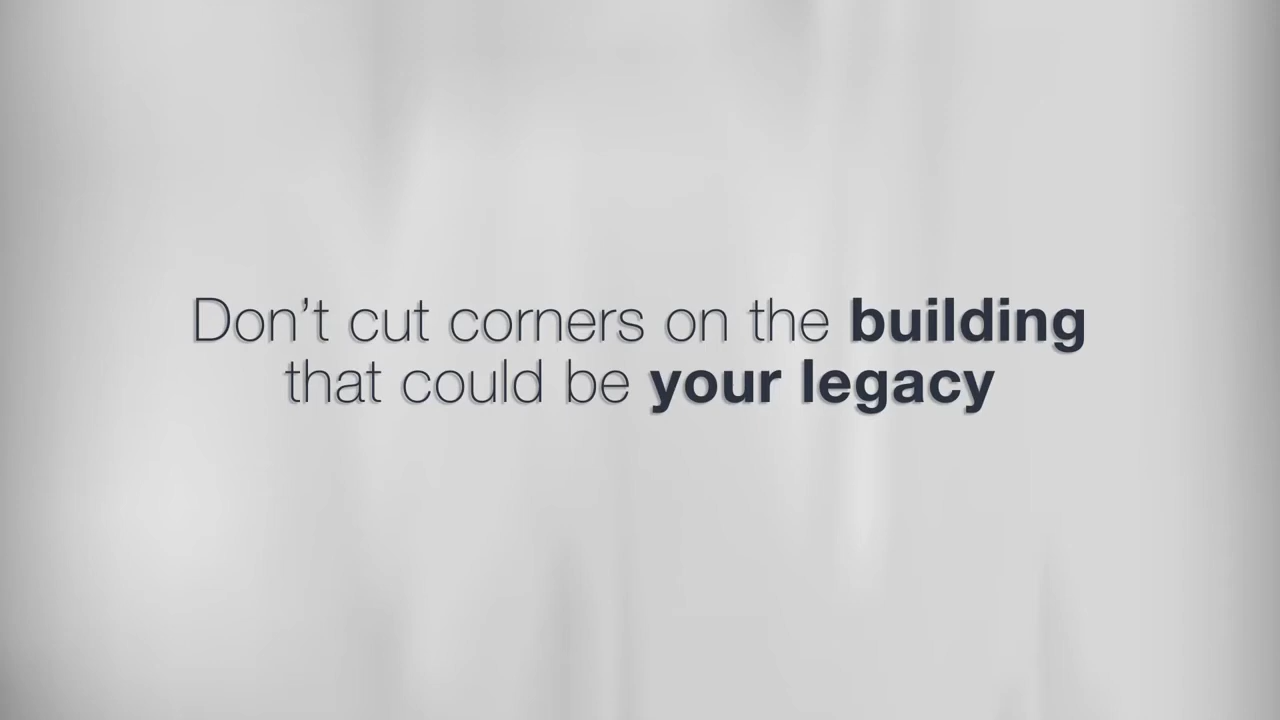 Don’t cut corners on the building
that could be your legacy